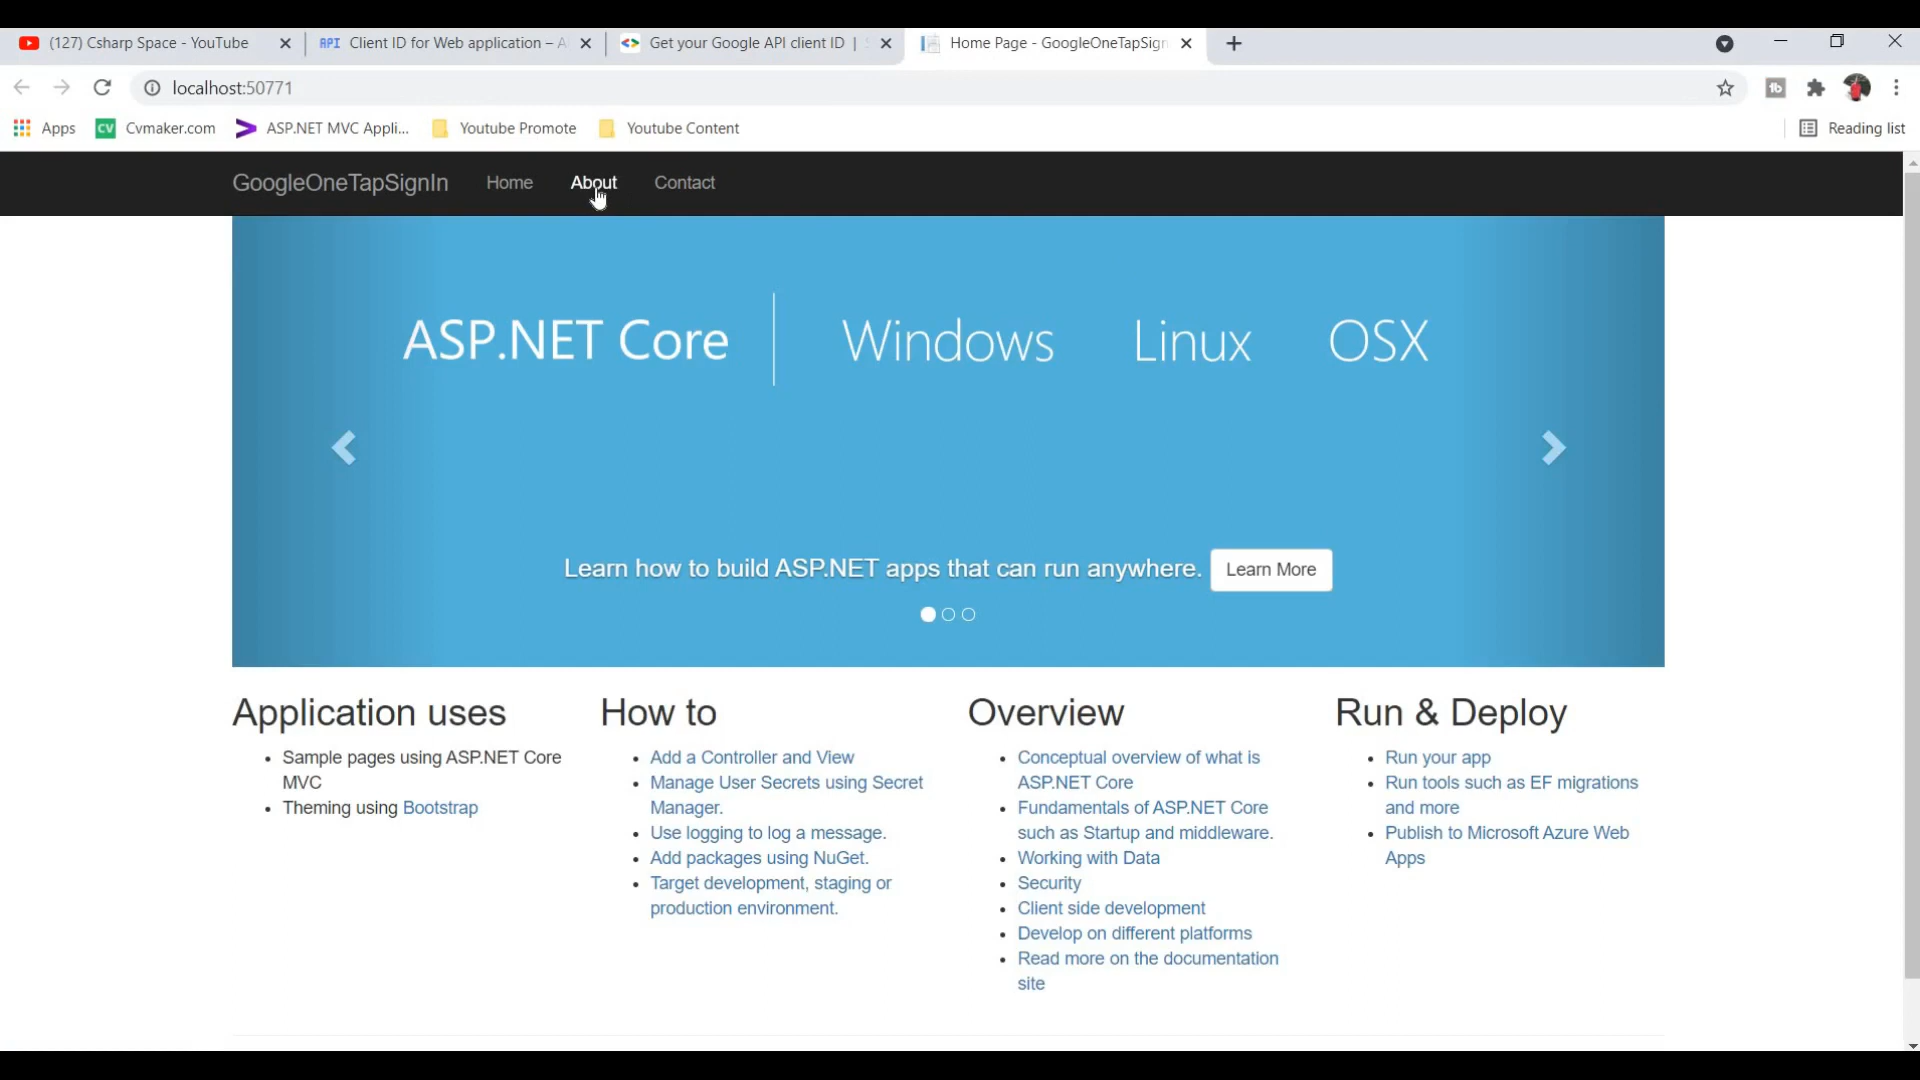 (127) Csharp Space - YouTube
API Client ID for Web application – A
Get your Google API client ID |
Home Page - GoogleOneTapSign
localhost:50771
Apps
CV Cvmaker.com
ASP.NET MVC Appli...
Youtube Promote
Youtube Content
Reading list
GoogleOneTapSignIn
Home
About
Contact
ASP.NET Core
Windows
Linux
OSX
Learn how to build ASP.NET apps that can run anywhere.
Learn More
Application uses
Sample pages using ASP.NET Core
MVC
Theming using Bootstrap
How to
Add a Controller and View
Manage User Secrets using Secret
Manager.
Use logging to log a message.
Add packages using NuGet.
Target development, staging or
production environment.
Overview
Conceptual overview of what is
ASP.NET Core
Fundamentals of ASP.NET Core
such as Startup and middleware.
Working with Data
Security
Client side development
Develop on different platforms
Read more on the documentation
site
Run & Deploy
Run your app
Run tools such as EF migrations
and more
Publish to Microsoft Azure Web
Apps